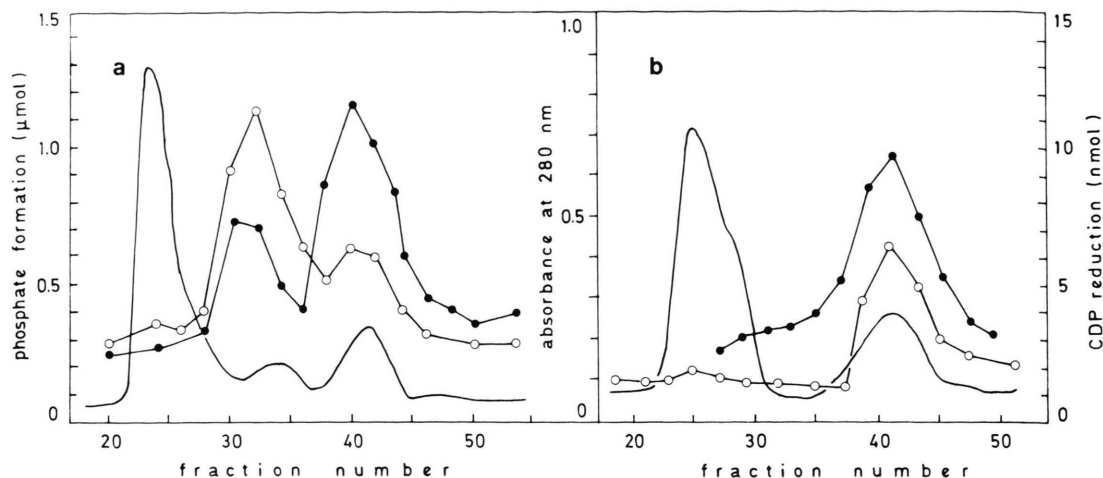 a
b
phosphate formation (µmol)
1.5
1.0
0.5
0
20
30
40
50
fraction number
absorbance at 280 nm
1.0
0.5
0
20
30
40
50
fraction number
15
10
5
0
CDP reduction (nmol)